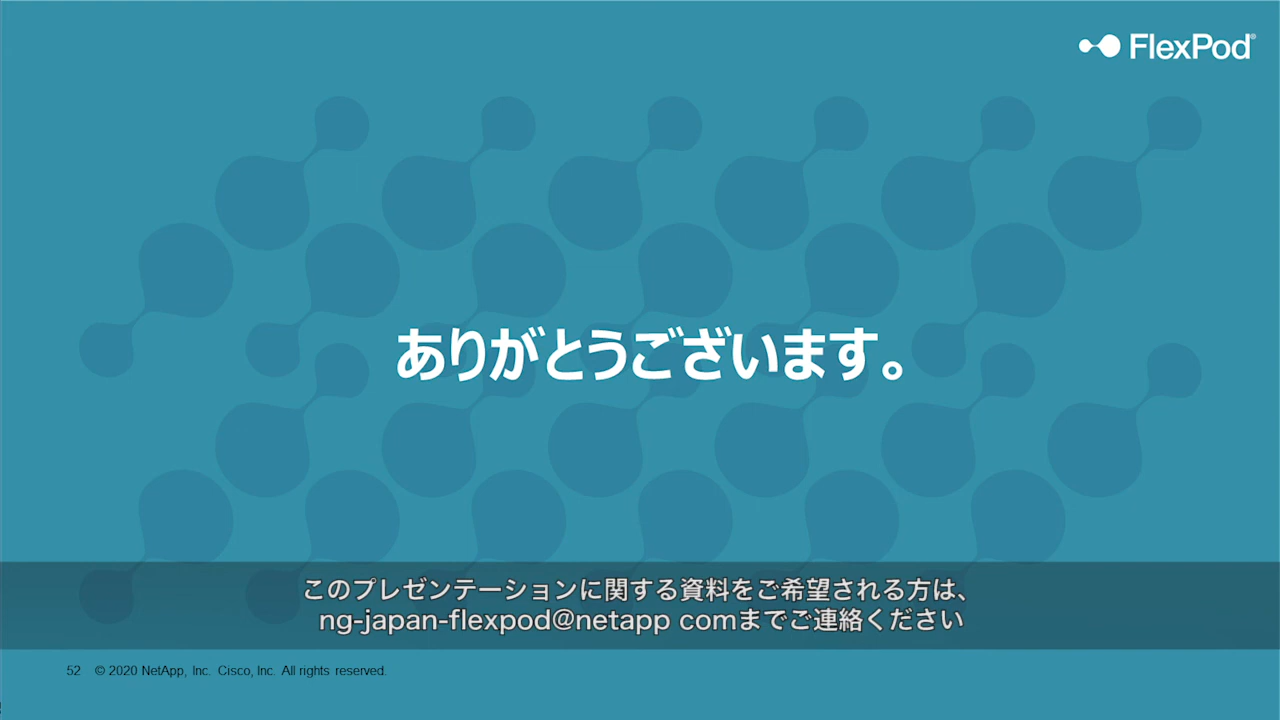 FlexPod®
ありがとうございます。
このプレゼンテーションに関する資料をご希望される方は、
ng-japan-flexpod@netapp comまでご連絡ください
52 © 2020 NetApp, Inc. Cisco, Inc. All rights reserved.